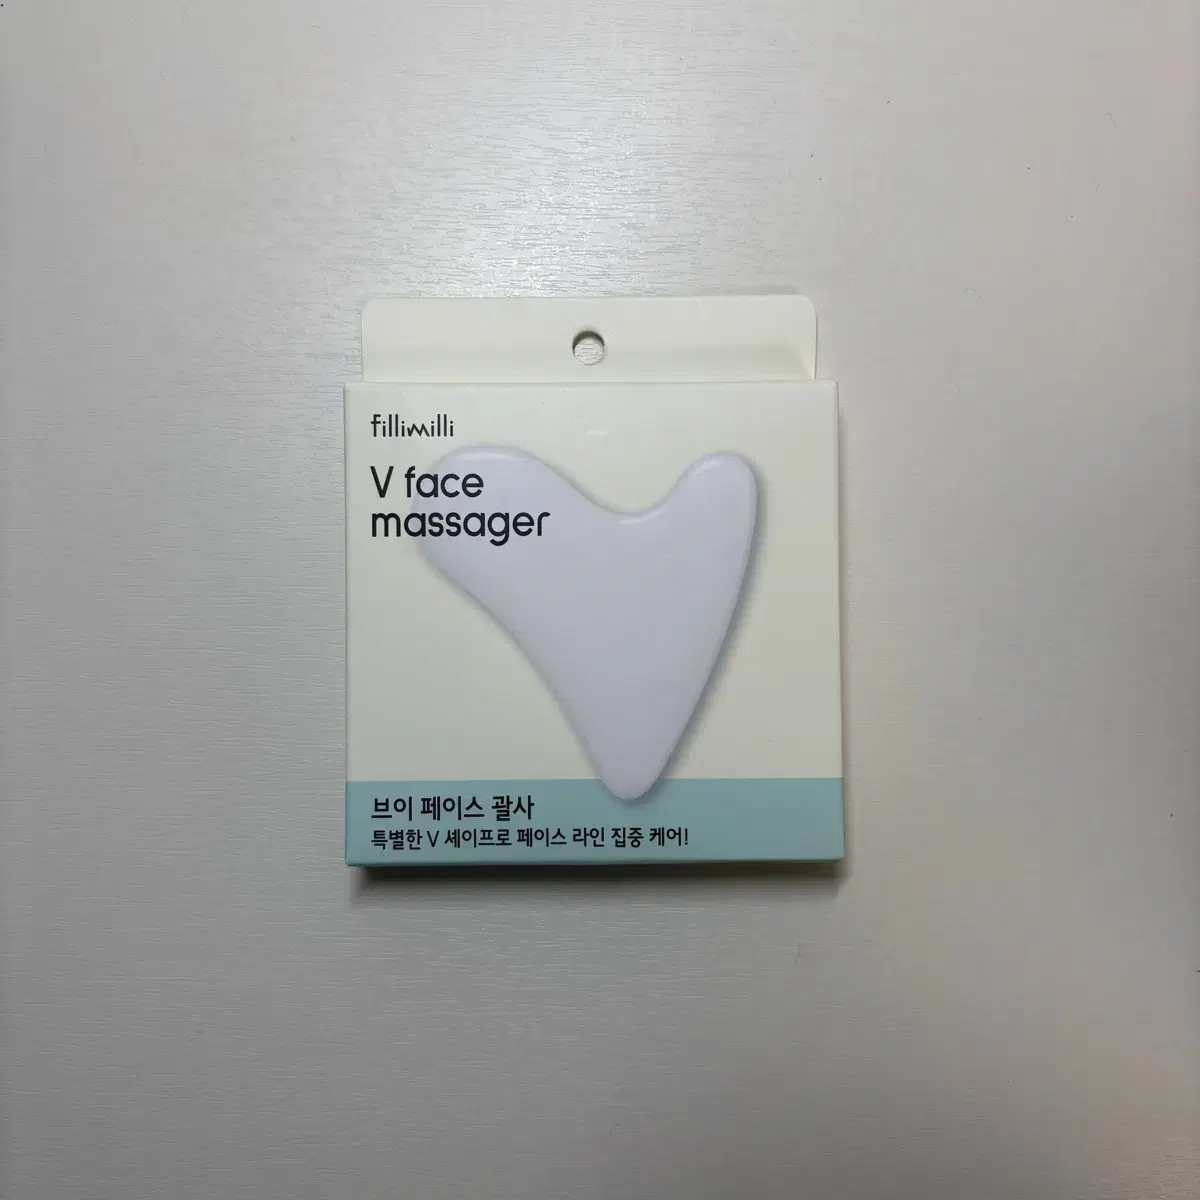 fillimilli
V face
massager
브이 페이스 괄사
특별한 V 셰이프로 페이스 라인 집중 케어!